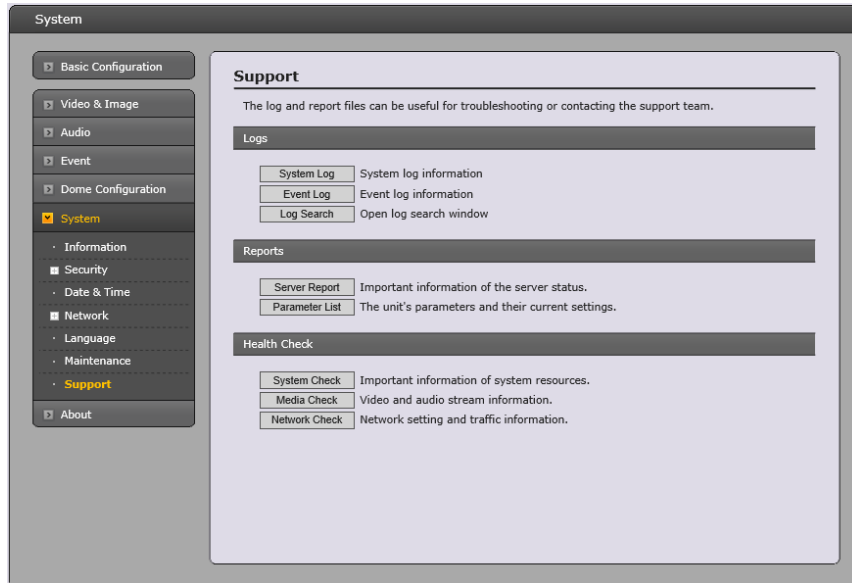 System
Basic Configuration
Video & Image
Audio
Event
Dome Configuration
System
· Information
Security
· Date & Time
Network
· Language
· Maintenance
· Support
About
Support
The log and report files can be useful for troubleshooting or contacting the support team.
Logs
System Log System log information
Event Log Event log information
Log Search Open log search window
Reports
Server Report Important information of the server status.
Parameter List The unit's parameters and their current settings.
Health Check
System Check Important information of system resources.
Media Check Video and audio stream information.
Network Check Network setting and traffic information.